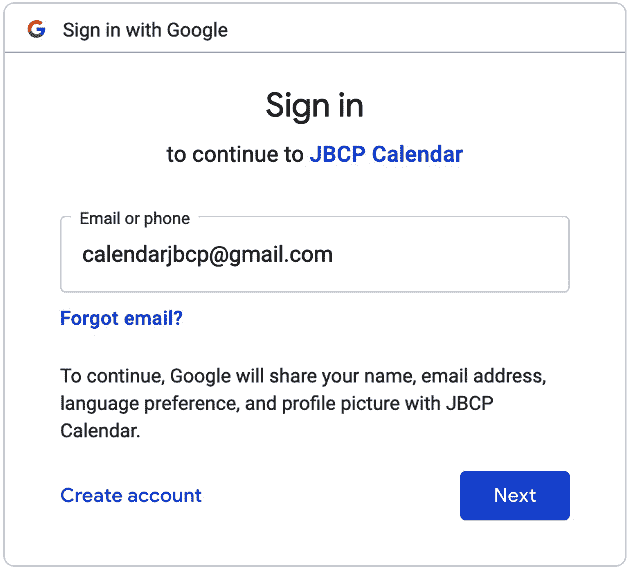 Sign in with Google
Sign in
to continue to JBCP Calendar
Email or phone
calendarjbcp@gmail.com
Forgot email?
To continue, Google will share your name, email address,
language preference, and profile picture with JBCP
Calendar.
Create account
Next